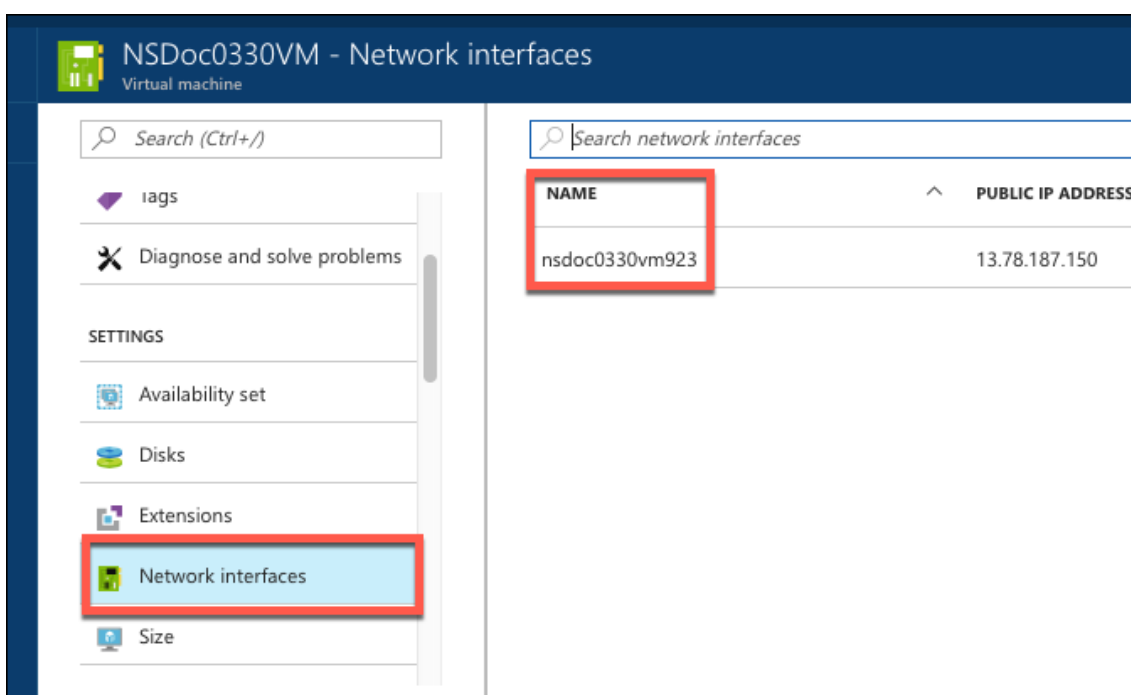 NSDoc0330VM - Network interfaces
Virtual machine
Search (Ctrl+/)
Tags
Diagnose and solve problems
SETTINGS
Availability set
Disks
Extensions
Network interfaces
Size
Search network interfaces
NAME PUBLIC IP ADDRESS
nsdoc0330vm923 13.78.187.150